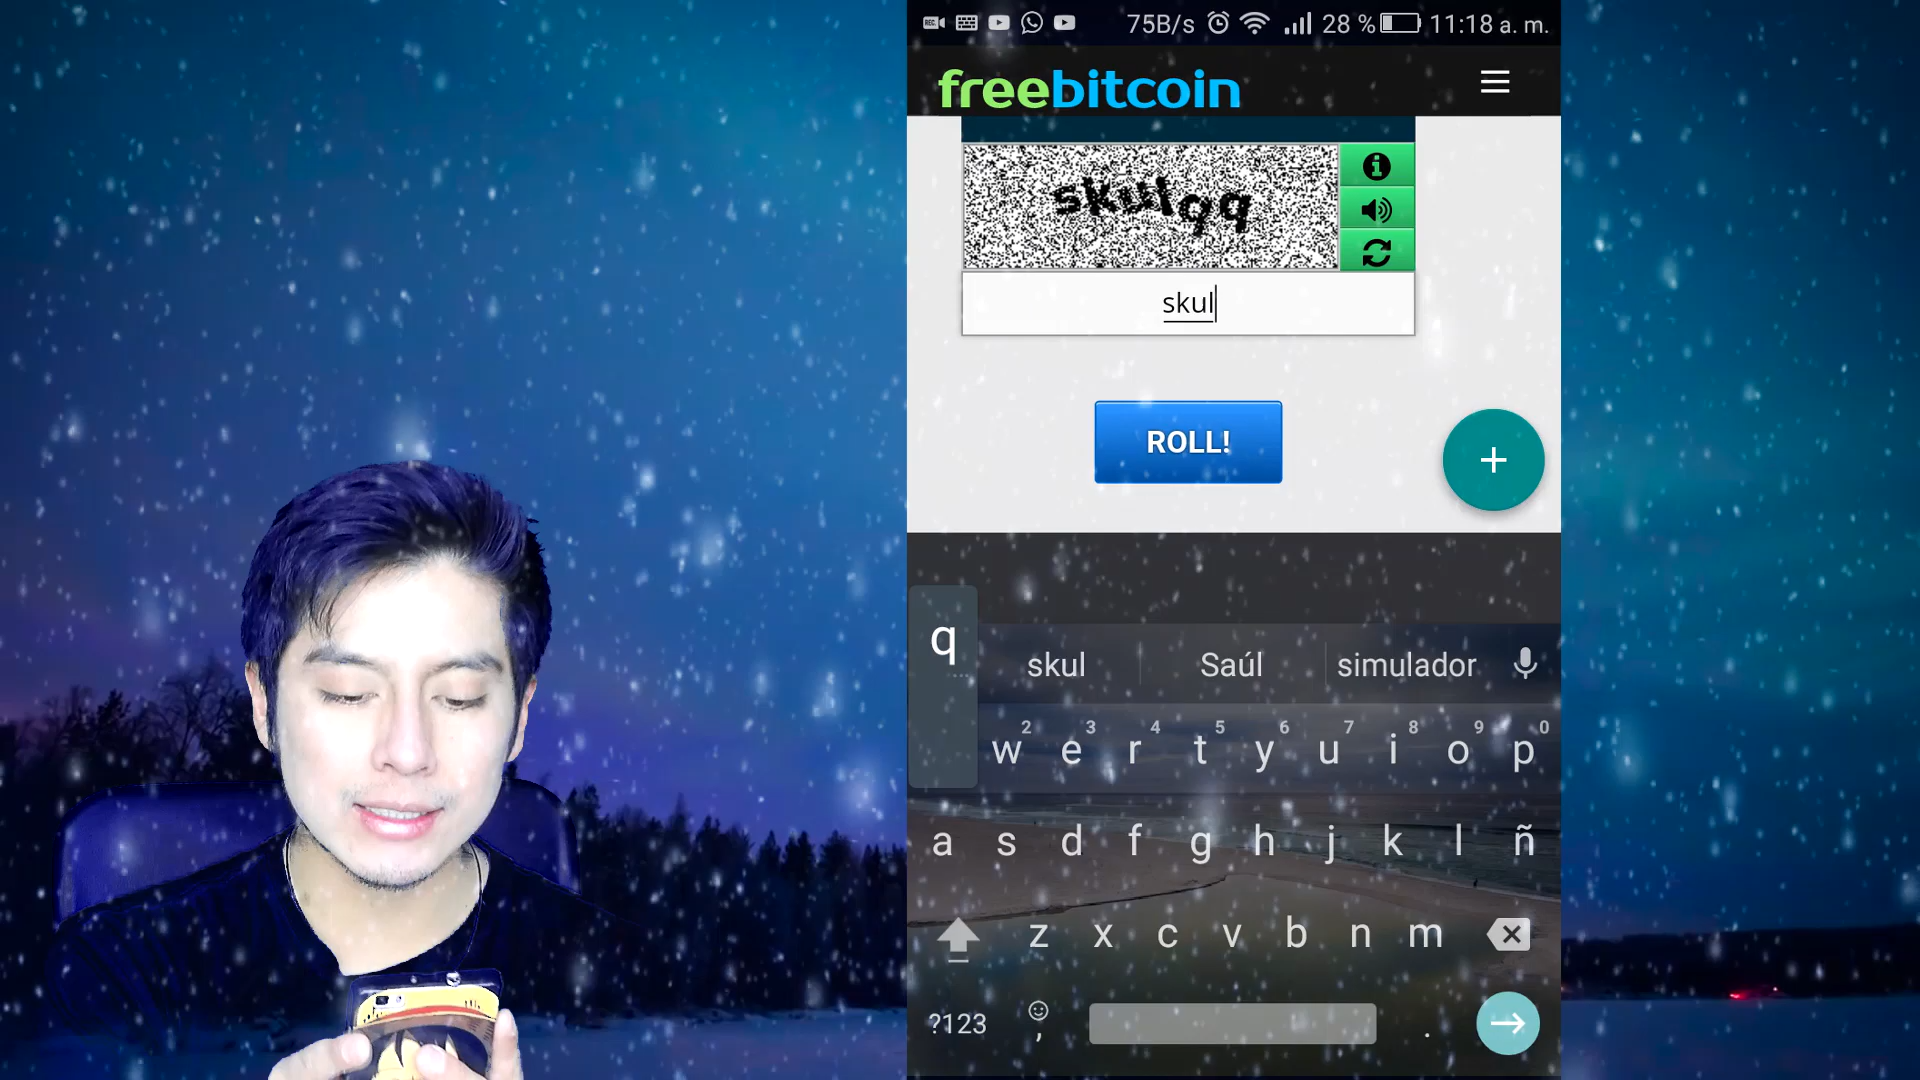 75B/s 28 % 11:18 a. m.
freebitcoin
skulqq
skul
ROLL!
+
q
skul Saúl simulador
2 3 4 5 6 7 8 9 0
w e r t y u i o p
a s d f g h j k l ñ
z x c v b n m
?123 , .